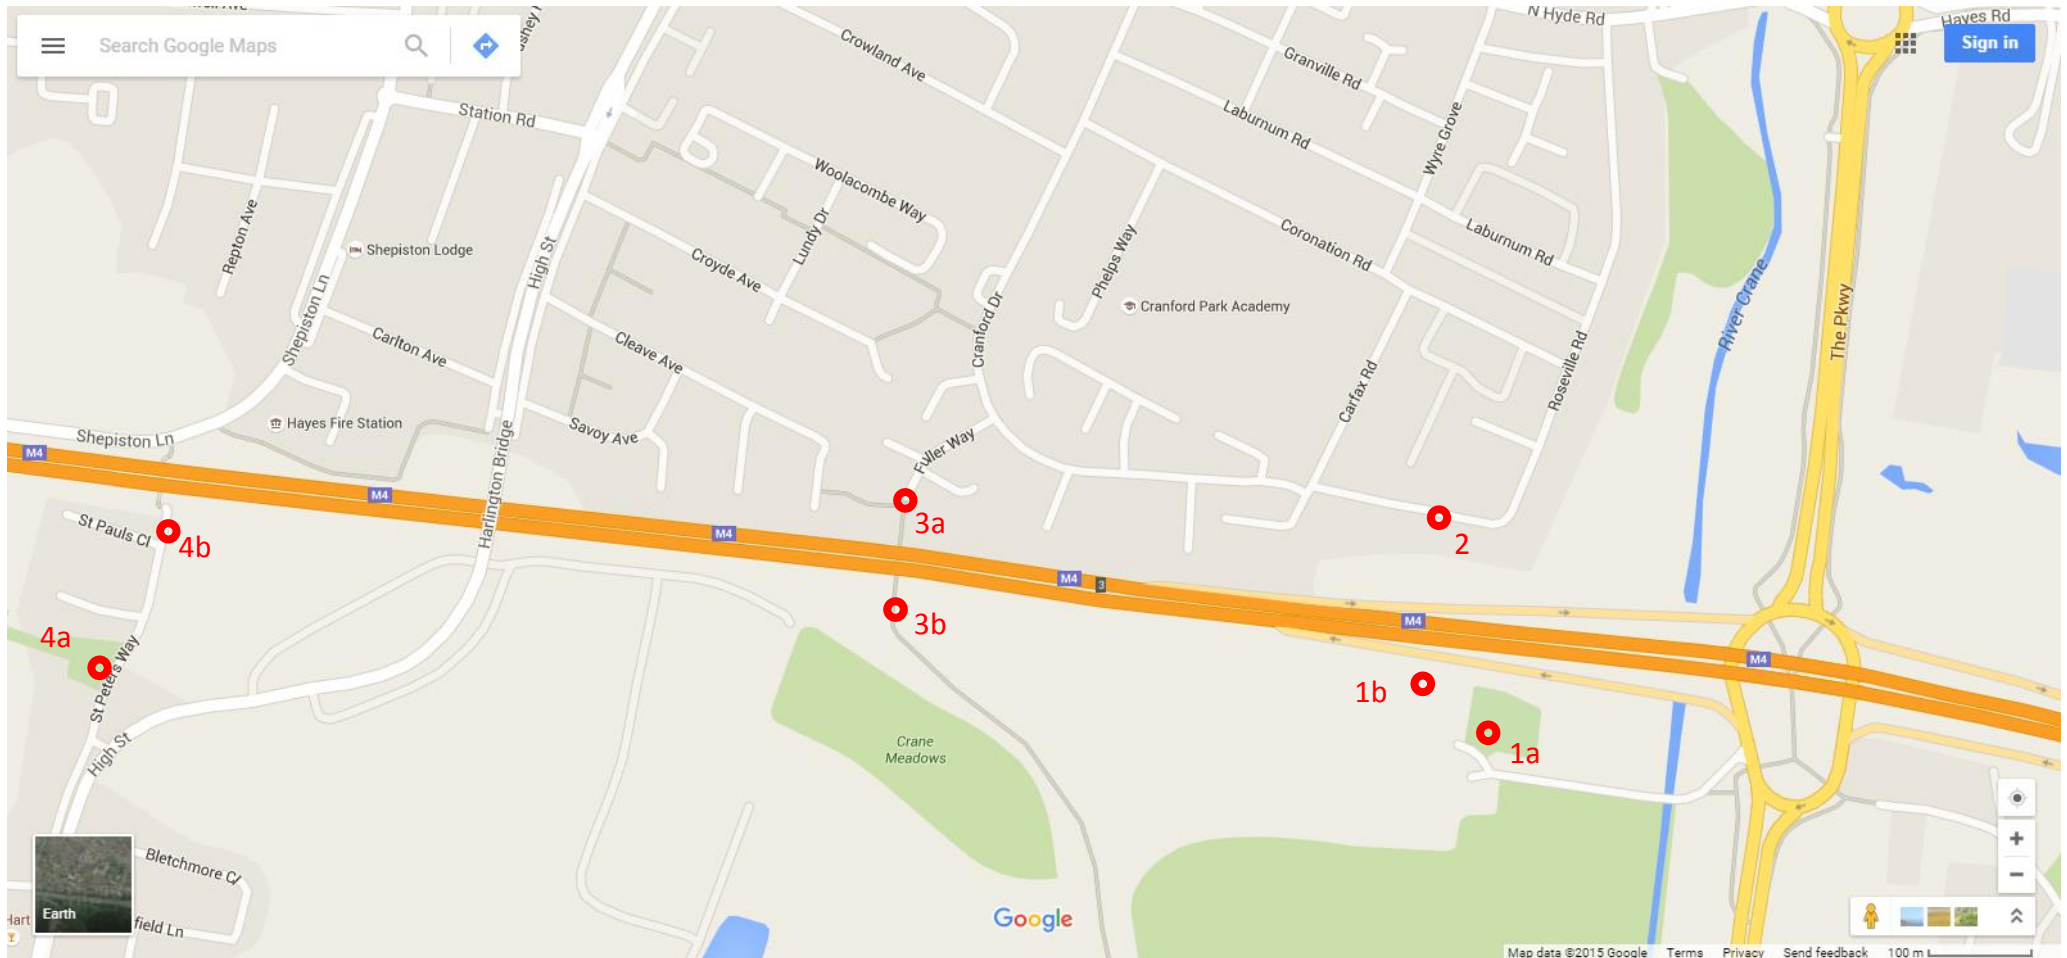 Search Google Maps
Sign in
N Hyde Rd
Hayes Rd
Crowland Ave
Granville Rd
Station Rd
Laburnum Rd
Wyre Grove
Woolacombe Way
Repton Ave
Lundy Dr
Phelps Way
Coronation Rd
Laburnum Rd
Shepiston Lodge
High St
Croyde Ave
River Crane
The Pkwy
Shepiston Ln
Cranford Dr
Cranford Park Academy
Carlton Ave
Cleave Ave
Carfax Rd
Roseville Rd
Hayes Fire Station
Shepiston Ln
Savoy Ave
Harlington Bridge
Fuller Way
M4
M4
M4
M4
3
M4
M4
St Pauls Cl
4b
3a
2
3b
4a
St Peters Way
1b
1a
High St
Crane
Meadows
Bletchmore Cl
Earth
Hart
field Ln
Google
Map data ©2015 Google
Terms
Privacy
Send feedback
100 m